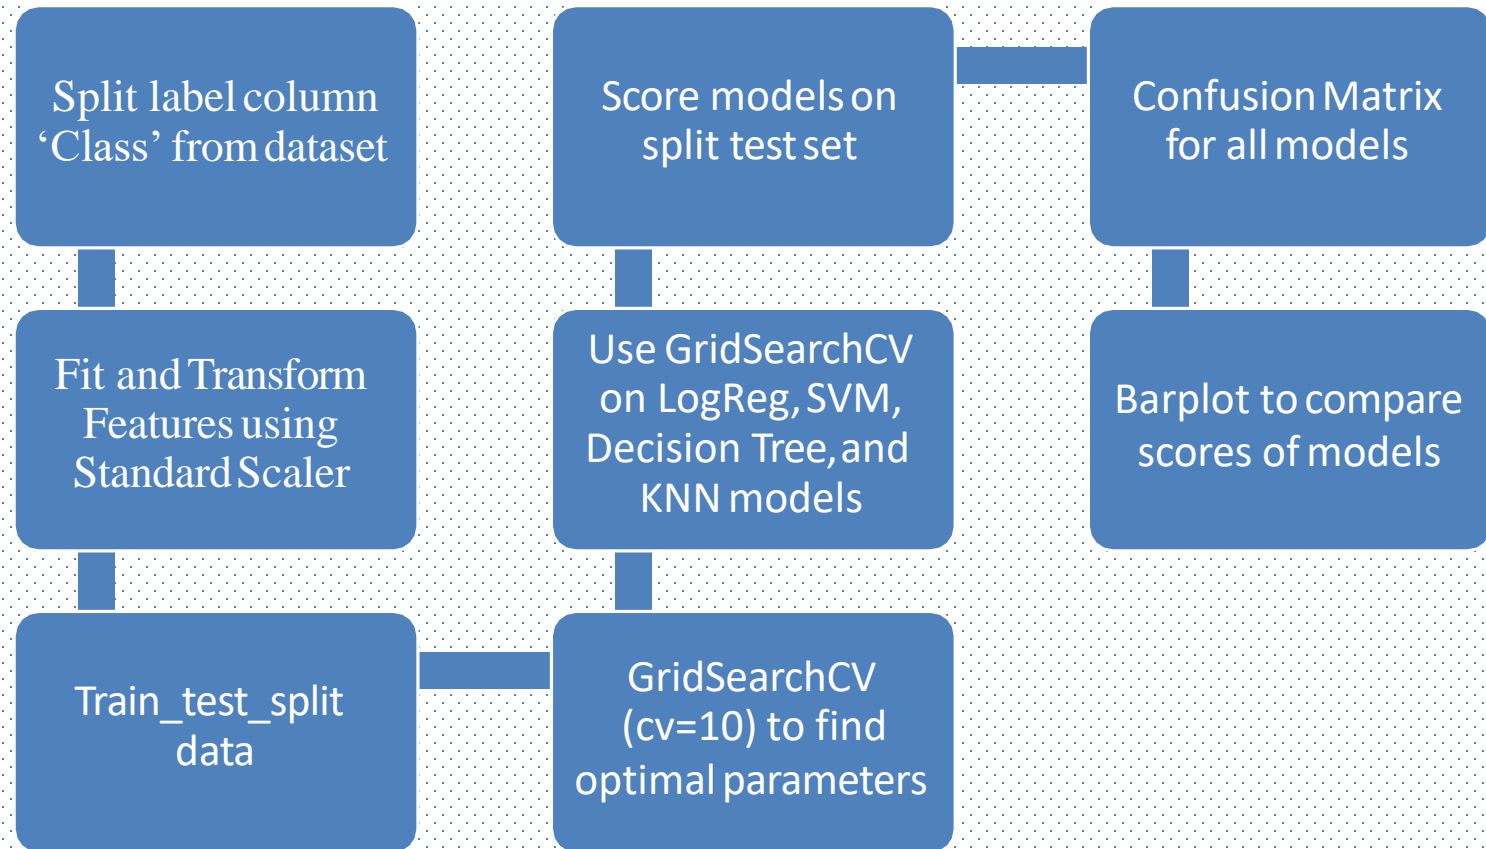 Split label column
‘Class’ from dataset
Fit and Transform
Features using
Standard Scaler
Train_test_split
data
GridSearchCV
(cv=10) to find
optimal parameters
Use GridSearchCV
on LogReg, SVM,
Decision Tree, and
KNN models
Score models on
split test set
Confusion Matrix
for all models
Barplot to compare
scores of models